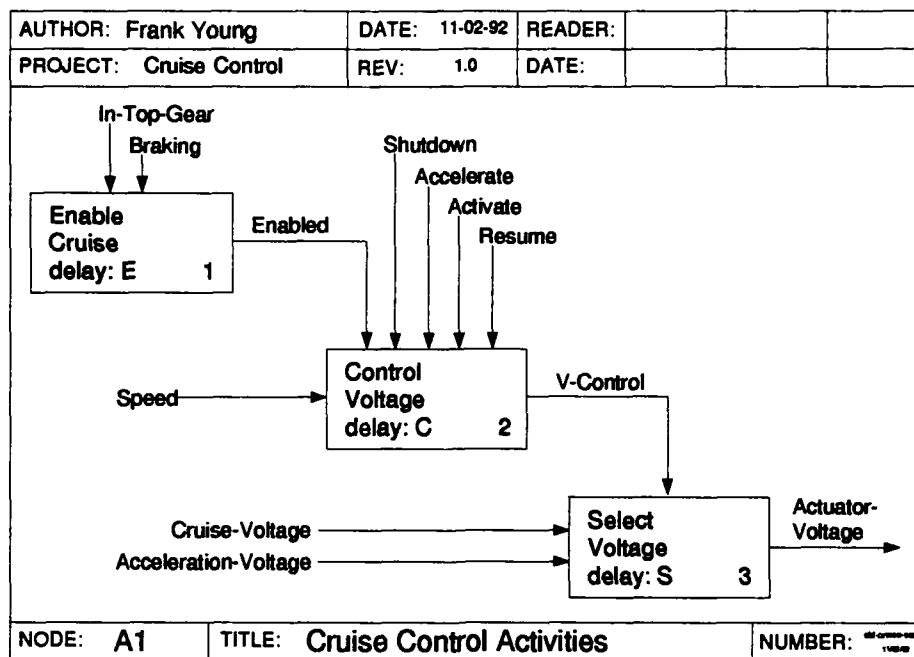 AUTHOR: Frank Young DATE: 11-02-92 READER:
PROJECT: Cruise Control REV: 1.0 DATE:
In-Top-Gear
Braking
Shutdown
Accelerate
Activate
Resume
Enable
Cruise
delay: E 1
Enabled
Control
Voltage
delay: C 2
Speed
V-Control
Select
Voltage
delay: S 3
Cruise-Voltage
Acceleration-Voltage
Actuator-
Voltage
NODE: A1 TITLE: Cruise Control Activities NUMBER: